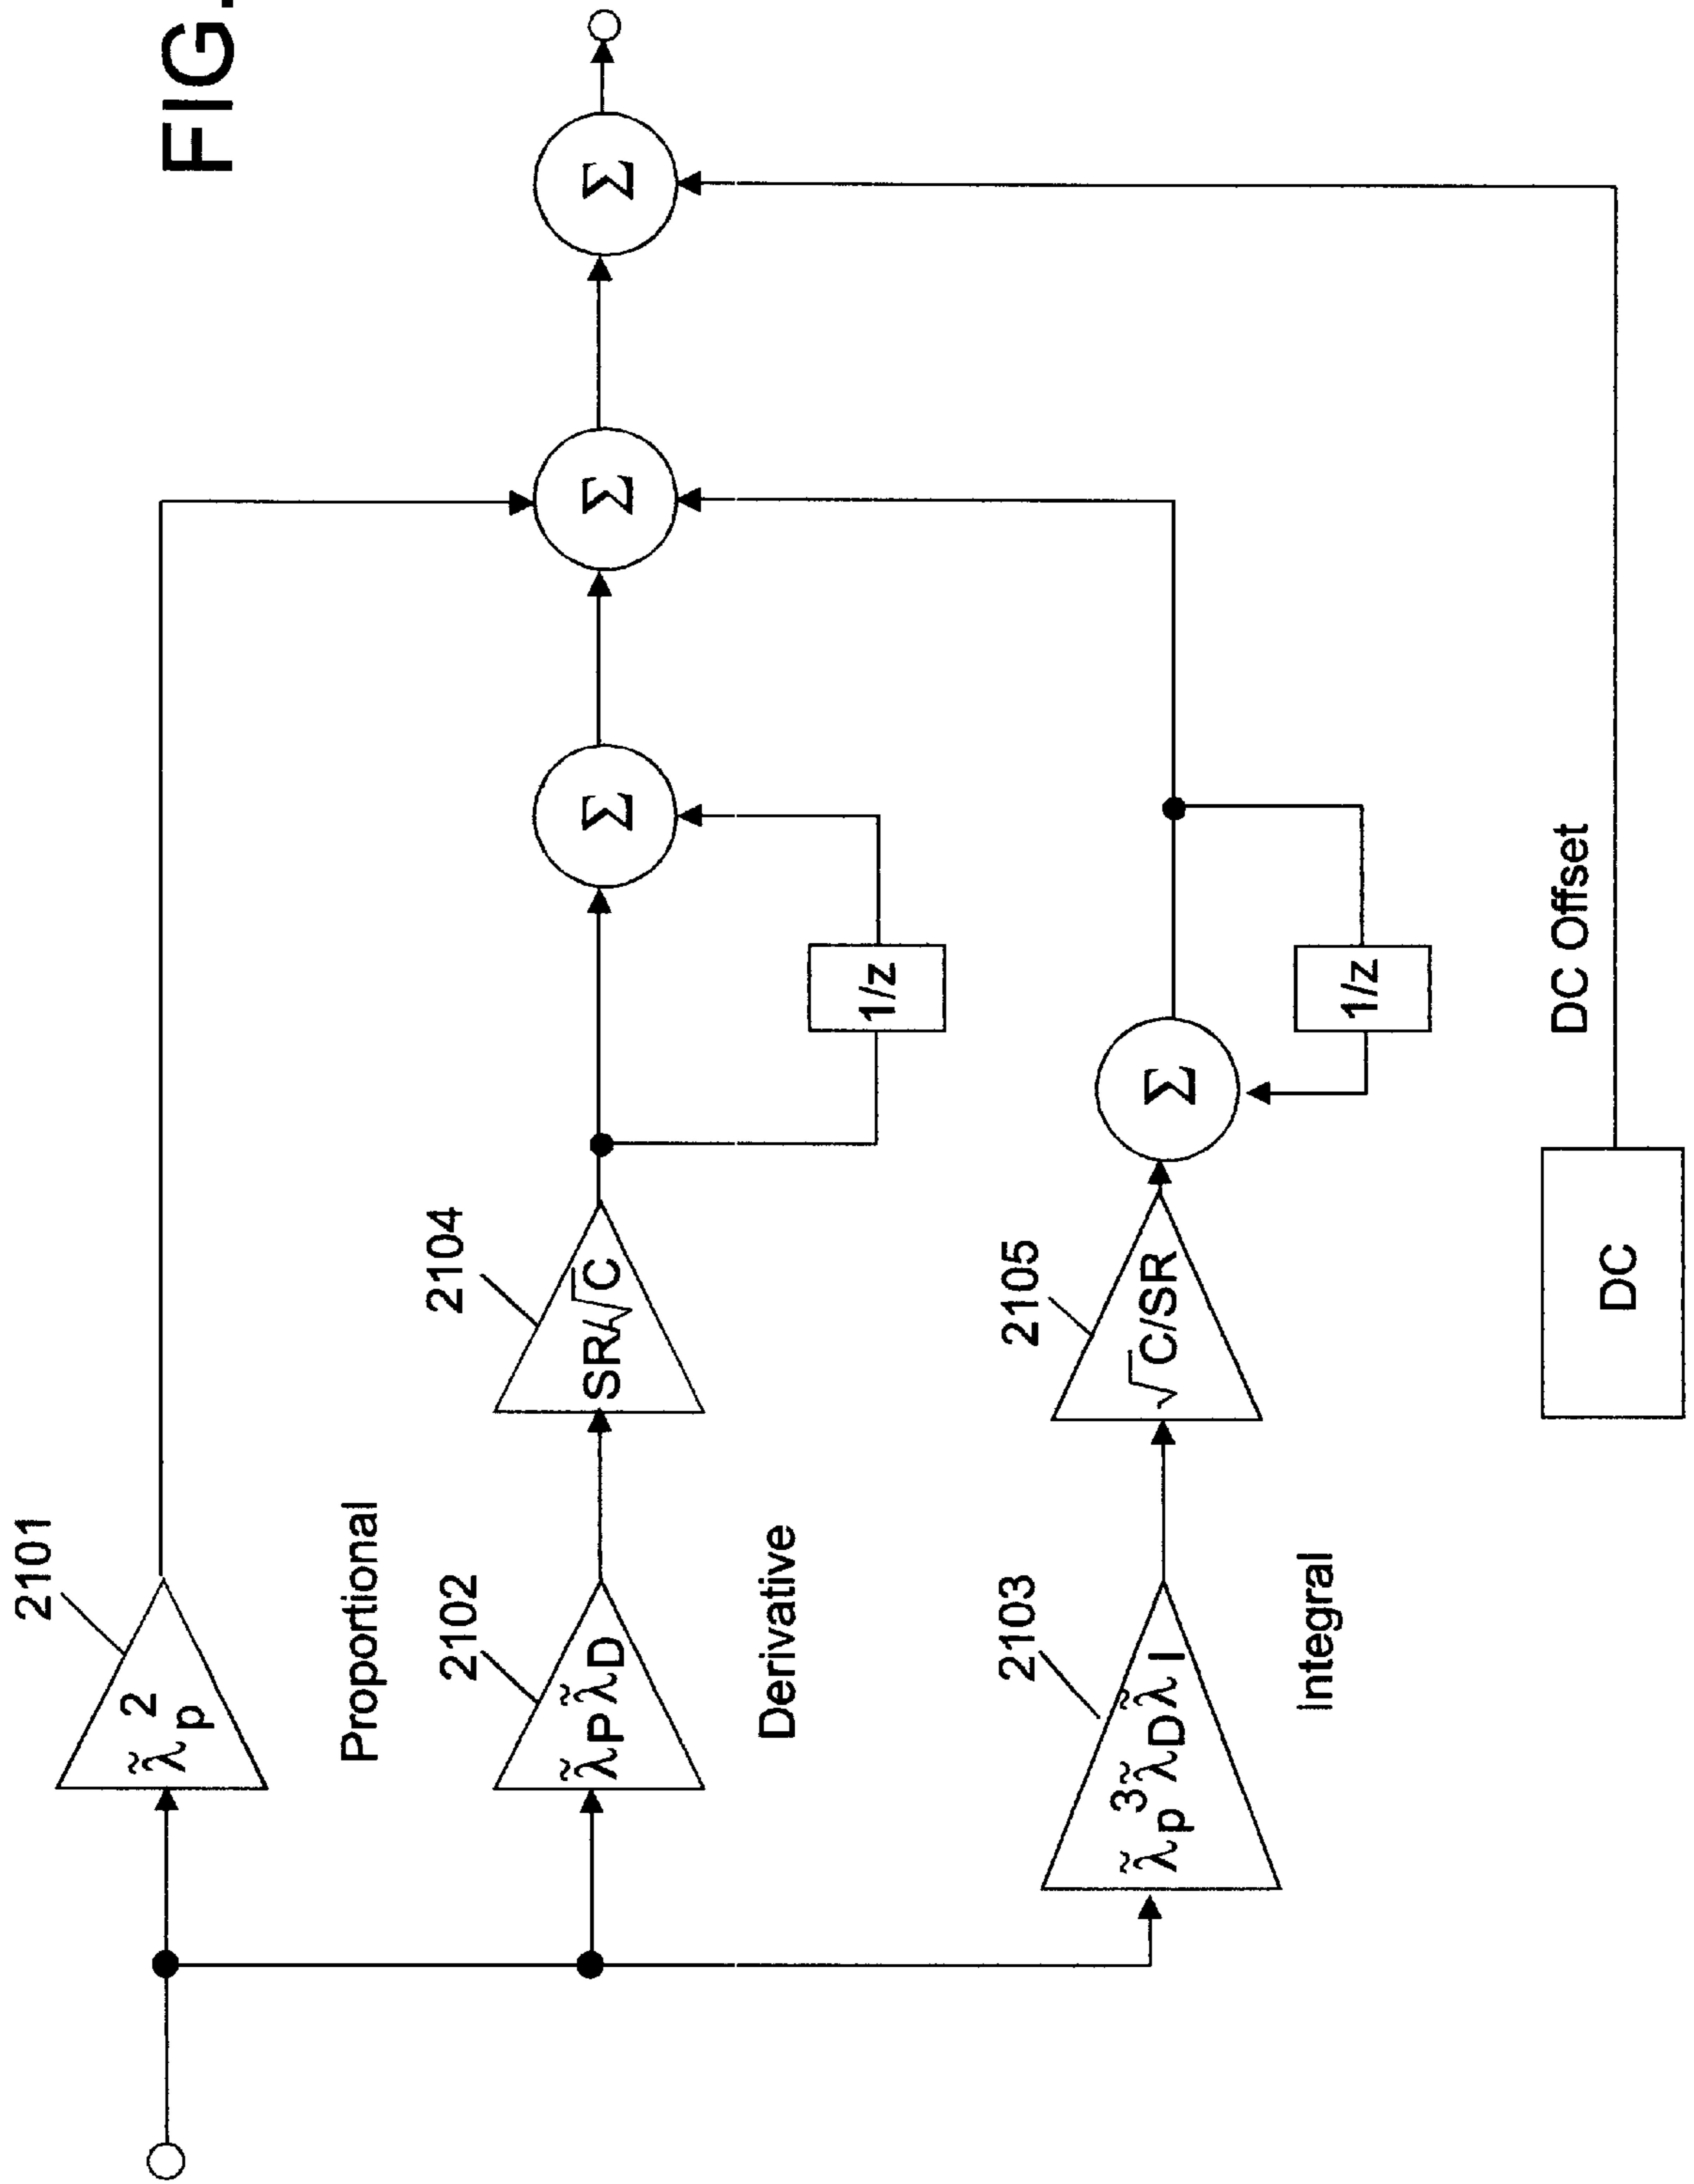 FIG.
2101
λ̃p²
Proportional
2102
λ̃Pλ̃D
Derivative
2104
SR/√C
1/z
Σ
Σ
Σ
2103
λ̃p³λ̃Dλ̃I
Integral
2105
√C/SR
Σ
1/z
DC Offset
DC